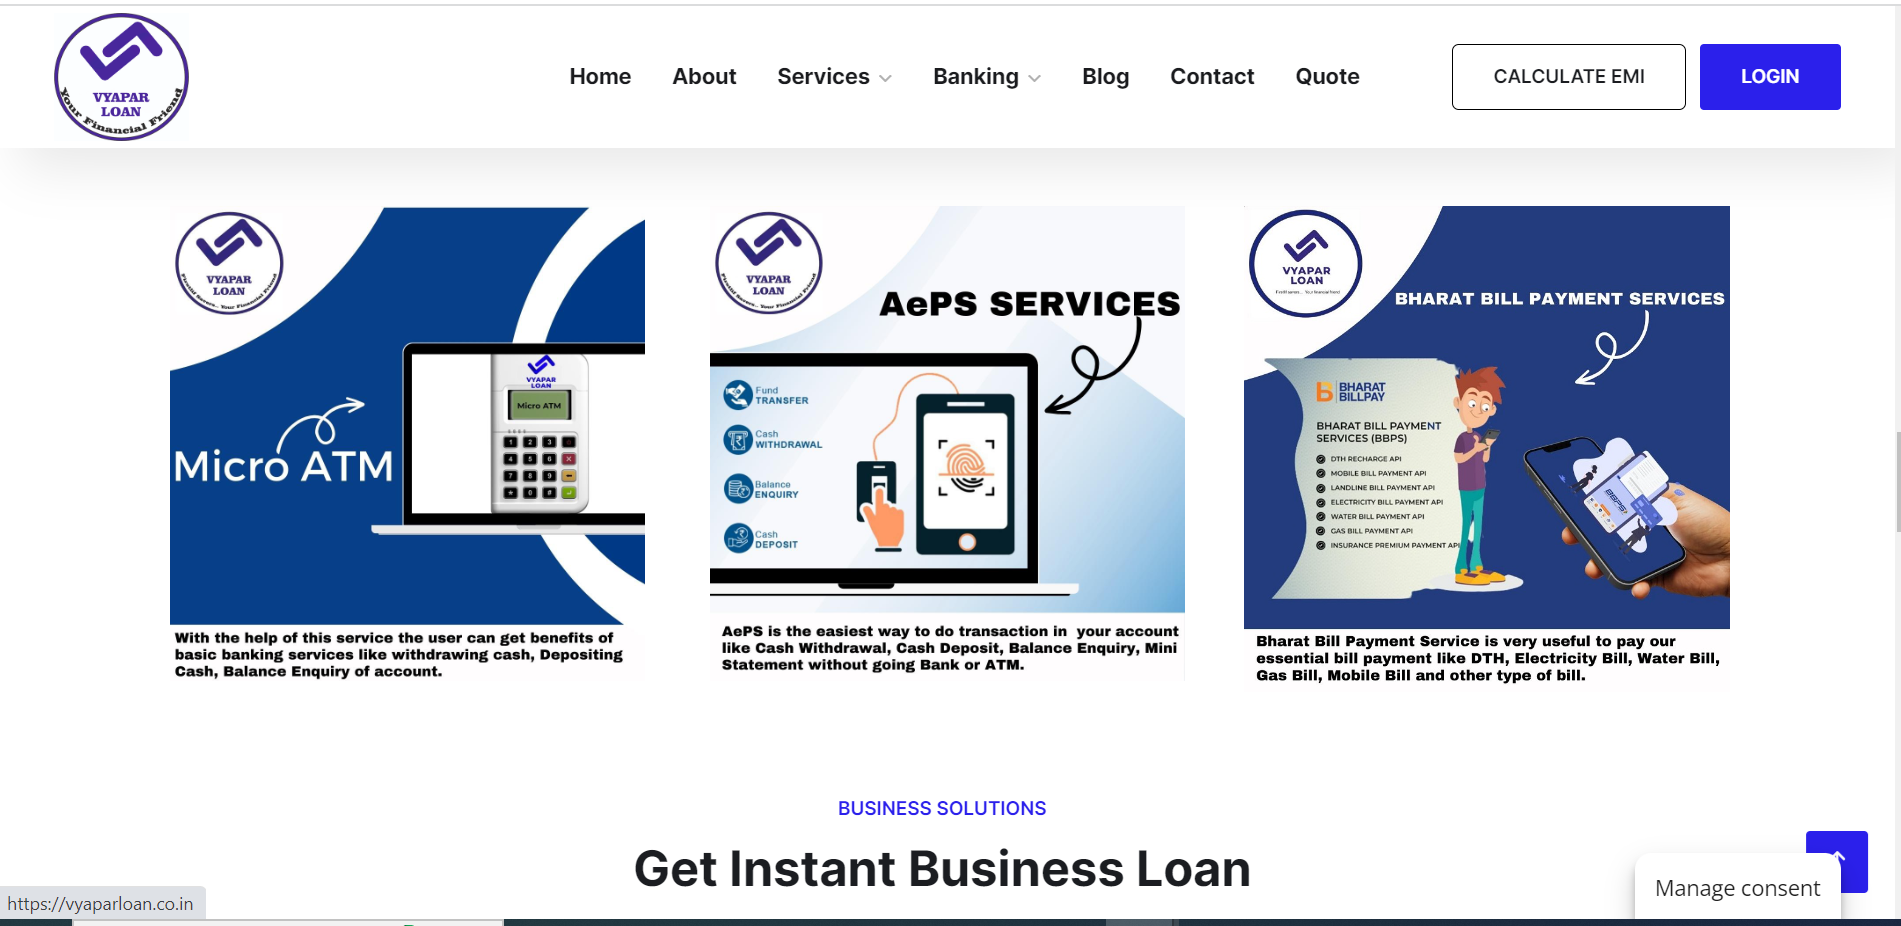 VYAPAR
LOAN
Your Financial Friend
Home
About
Services
Banking
Blog
Contact
Quote
CALCULATE EMI
LOGIN
VYAPAR
LOAN
VYAPAR
LOAN
Micro ATM
1 2 3
4 5 6
7 8 9
* 0 #
Micro ATM
With the help of this service the user can get benefits of
basic banking services like withdrawing cash, Depositing
Cash, Balance Enquiry of account.
VYAPAR
LOAN
AePS SERVICES
Fund
TRANSFER
Cash
WITHDRAWAL
Balance
ENQUIRY
Cash
DEPOSIT
AePS is the easiest way to do transaction in your account
like Cash Withdrawal, Cash Deposit, Balance Enquiry, Mini
Statement without going Bank or ATM.
VYAPAR
LOAN
BHARAT BILL PAYMENT SERVICES
BHARAT
BILLPAY
BHARAT BILL PAYMENT
SERVICES (BBPS)
DTH RECHARGE API
MOBILE BILL PAYMENT API
LANDLINE BILL PAYMENT API
ELECTRICITY BILL PAYMENT API
WATER BILL PAYMENT API
GAS BILL PAYMENT API
INSURANCE PREMIUM PAYMENT API
Bharat Bill Payment Service is very useful to pay our
essential bill payment like DTH, Electricity Bill, Water Bill,
Gas Bill, Mobile Bill and other type of bill.
BUSINESS SOLUTIONS
Get Instant Business Loan
Manage consent
https://vyaparloan.co.in